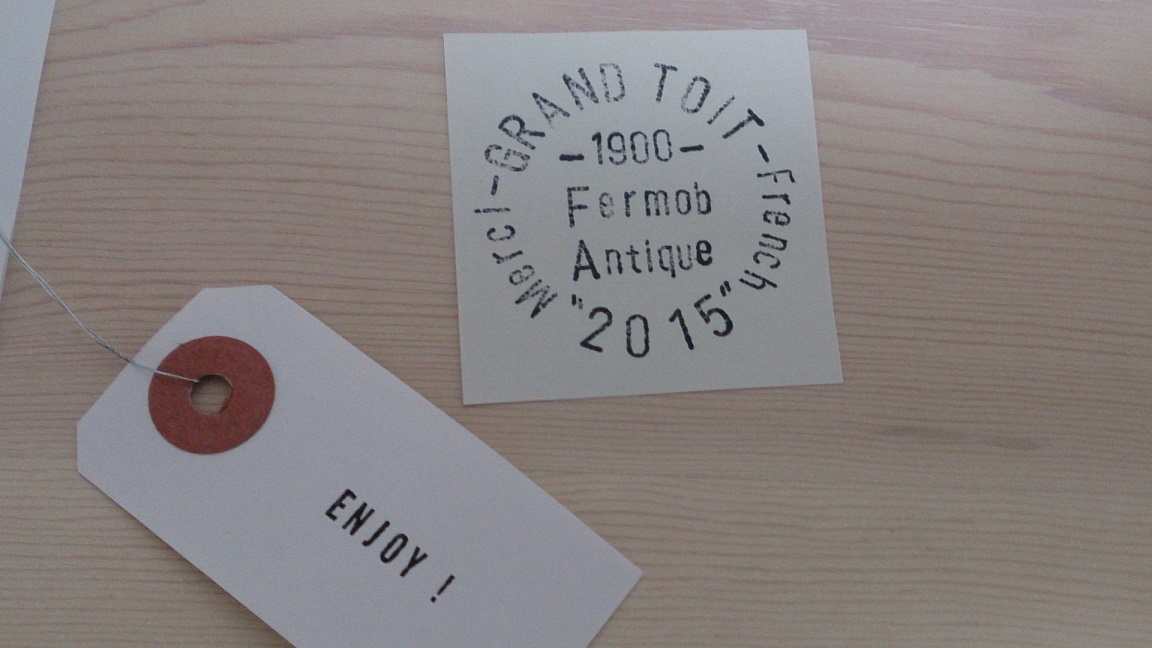 Merci-GRAND TOIT-French
-1900-
Fermob
Antique
"2015"
ENJOY !